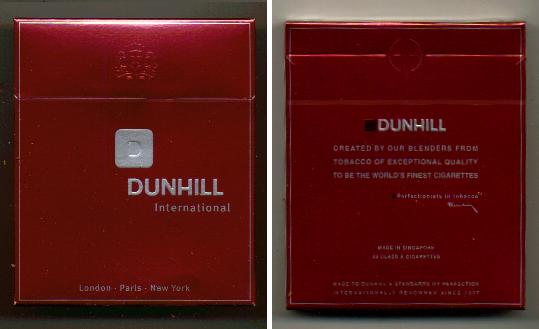 D
DUNHILL
International
London - Paris - New York
DUNHILL
CREATED BY OUR BLENDERS FROM
TOBACCO OF EXCEPTIONAL QUALITY
TO BE THE WORLD'S FINEST CIGARETTES
Perfectionists in tobacco
MADE IN SINGAPORE
CLASS A CIGARETTES
MADE TO DUNHILL STANDARDS OF PERFECTION
INTERNATIONALLY RENOWNED SINCE 1907